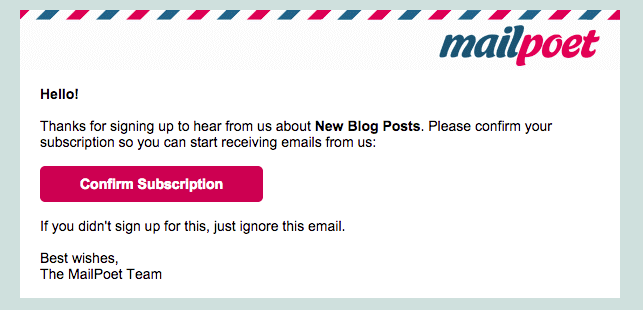 mailpoet
Hello!
Thanks for signing up to hear from us about New Blog Posts. Please confirm your
subscription so you can start receiving emails from us:
Confirm Subscription
If you didn't sign up for this, just ignore this email.
Best wishes,
The MailPoet Team